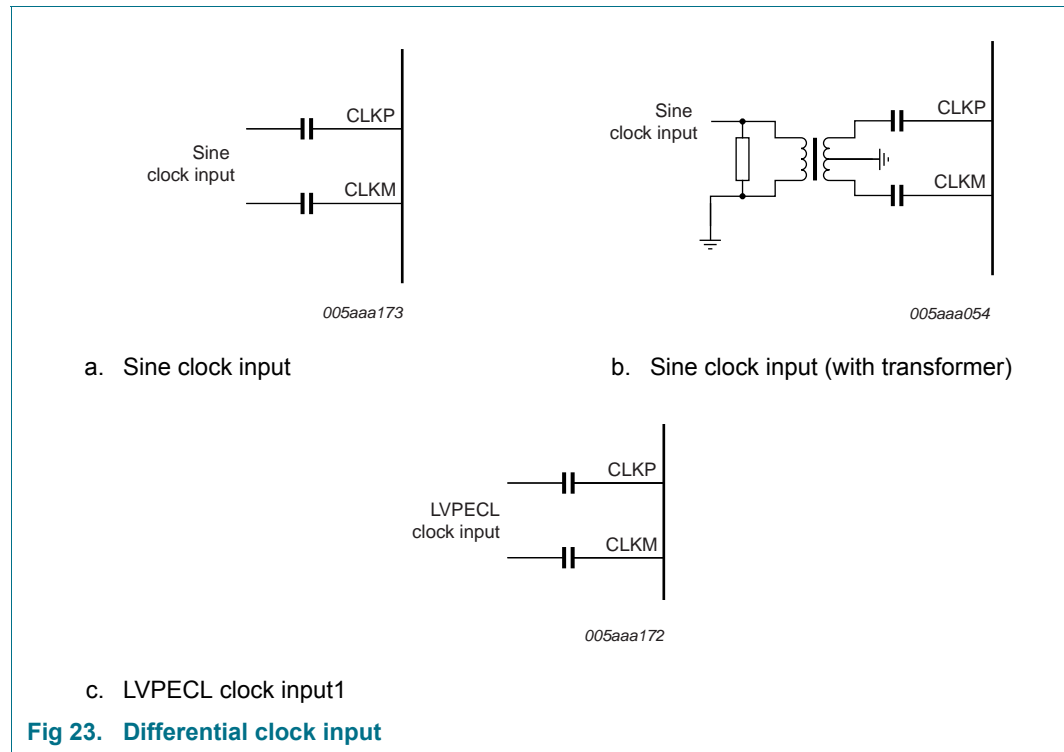 CLKP
Sine
clock input
CLKM
005aaa173
Sine
clock input
CLKP
CLKM
005aaa054
a. Sine clock input
b. Sine clock input (with transformer)
CLKP
LVPECL
clock input
CLKM
005aaa172
c. LVPECL clock input1
Fig 23. Differential clock input